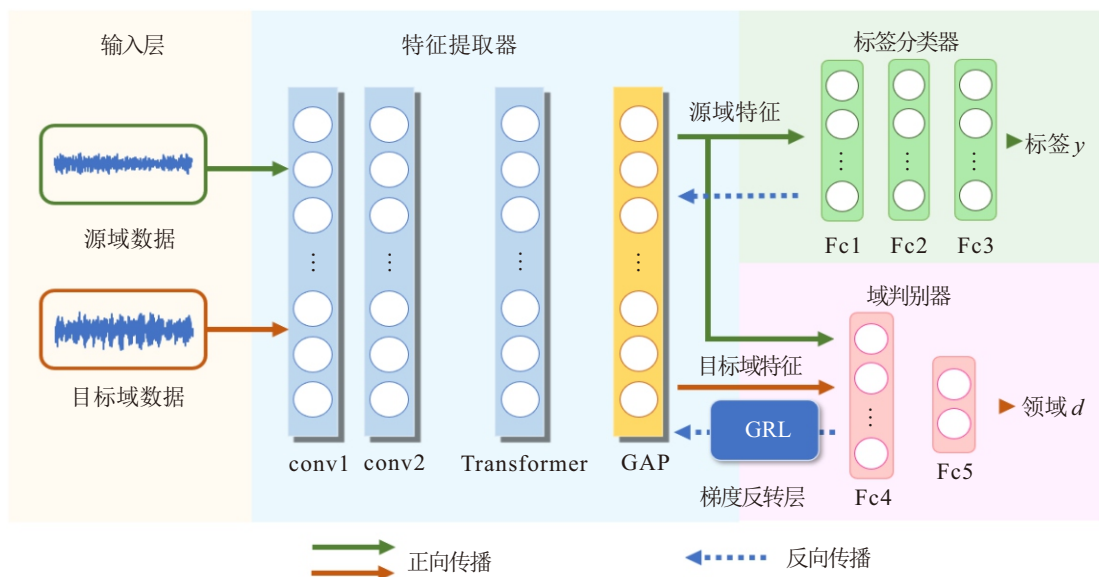 输入层
特征提取器
标签分类器
源域特征
标签 y
源域数据
Fc1 Fc2 Fc3
域判别器
目标域特征
目标域数据
领域 d
GRL
conv1 conv2 Transformer GAP
Fc4
Fc5
梯度反转层
正向传播
反向传播